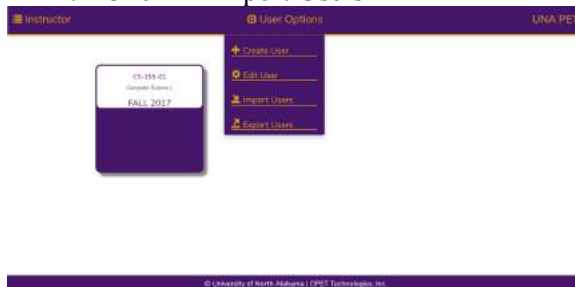 Instructor
User Options
UNA PET
Create User
Edit User
Import Users
Export Users
CS-155-01
Computer Science I
FALL 2017
© University of North Alabama | OPET Technologies, Inc.